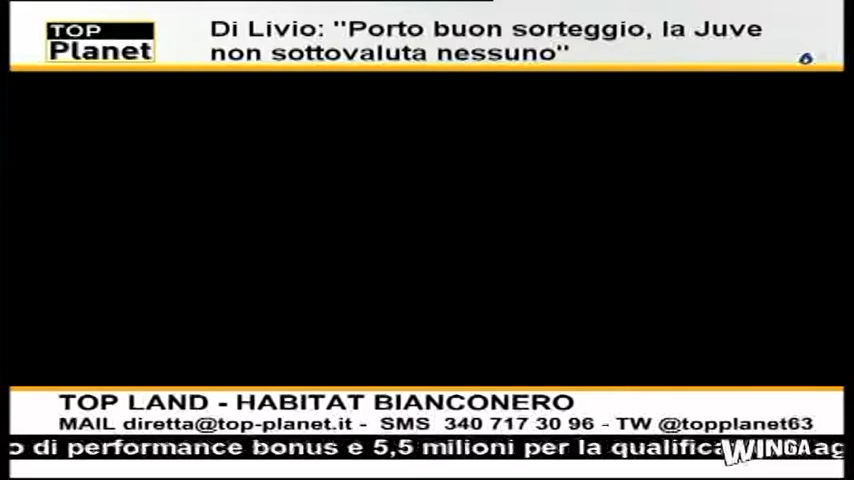 TOP
Planet
Di Livio: "Porto buon sorteggio, la Juve
non sottovaluta nessuno"
6
TOP LAND - HABITAT BIANCONERO
MAIL diretta@top-planet.it - SMS 340 717 30 96 - TW @topplanet63
di performance bonus e 5,5 milioni per la
WINGA